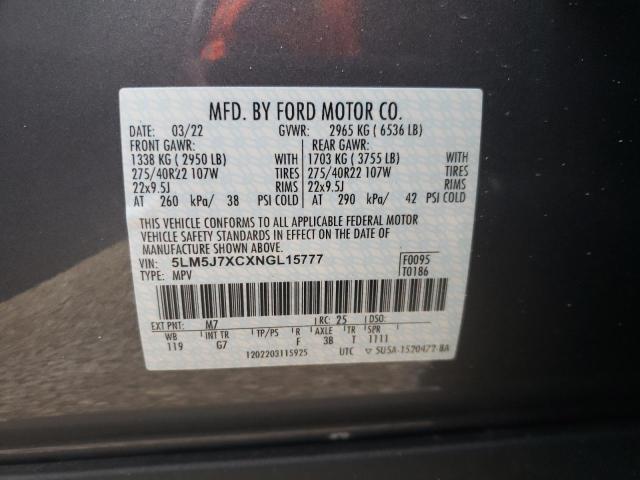 MFD. BY FORD MOTOR CO.
DATE: 03/22 GVWR: 2965 KG ( 6536 LB)
FRONT GAWR: REAR GAWR:
1338 KG ( 2950 LB) WITH 1703 KG ( 3755 LB) WITH
275/40R22 107W TIRES 275/40R22 107W TIRES
22x9.5J RIMS 22x9.5J RIMS
AT 260 kPa/ 38 PSI COLD AT 290 kPa/ 42 PSI COLD
THIS VEHICLE CONFORMS TO ALL APPLICABLE FEDERAL MOTOR
VEHICLE SAFETY STANDARDS IN EFFECT ON THE DATE OF
MANUFACTURE SHOWN ABOVE.
VIN: 5LM5J7XCXNGL15777 F0095
TYPE: MPV T0186
EXT PNT: M7 RC: 25 DSO:
WB INT TR TP/PS R AXLE TR SPR
119 G7 F 38 T 1111
1202203115925 UTC ▽ SU5A-1520472-BA